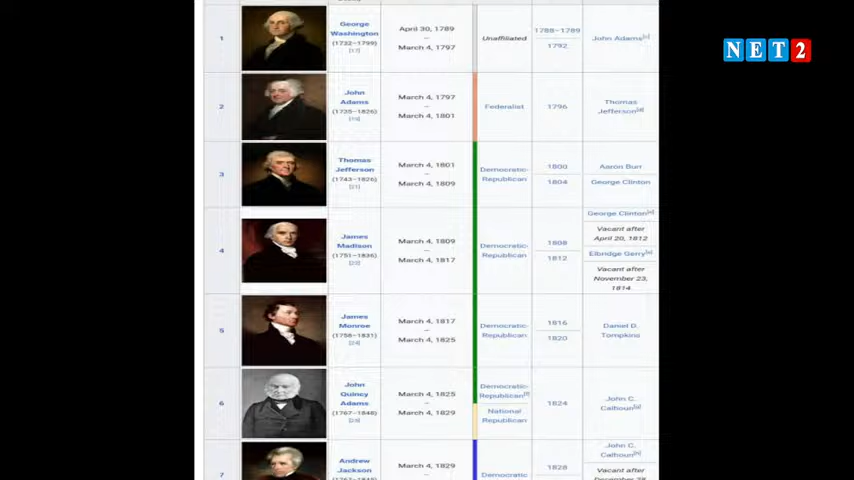 NET2
1
George
Washington
(1732–1799)
[17]
April 30, 1789
–
March 4, 1797
Unaffiliated
1788–1789
1792
John Adams[c]
2
John
Adams
(1735–1826)
[19]
March 4, 1797
–
March 4, 1801
Federalist
1796
Thomas
Jefferson[d]
3
Thomas
Jefferson
(1743–1826)
[21]
March 4, 1801
–
March 4, 1809
Democratic-
Republican
1800
1804
Aaron Burr
George Clinton
4
James
Madison
(1751–1836)
March 4, 1809
–
March 4, 1817
Democratic-
Republican
1808
1812
George Clinton[e]
Vacant after
April 20, 1812
Elbridge Gerry[e]
Vacant after
November 23,
1814
5
James
Monroe
(1758–1831)
[24]
March 4, 1817
–
March 4, 1825
Democratic-
Republican
1816
1820
Daniel D.
Tompkins
6
John
Quincy
Adams
(1767–1848)
March 4, 1825
–
March 4, 1829
Democratic-
Republican[f]
National
Republican
1824
John C.
Calhoun[g]
7
Andrew
Jackson
March 4, 1829
–
Democratic
1828
John C.
Calhoun[h]
Vacant after